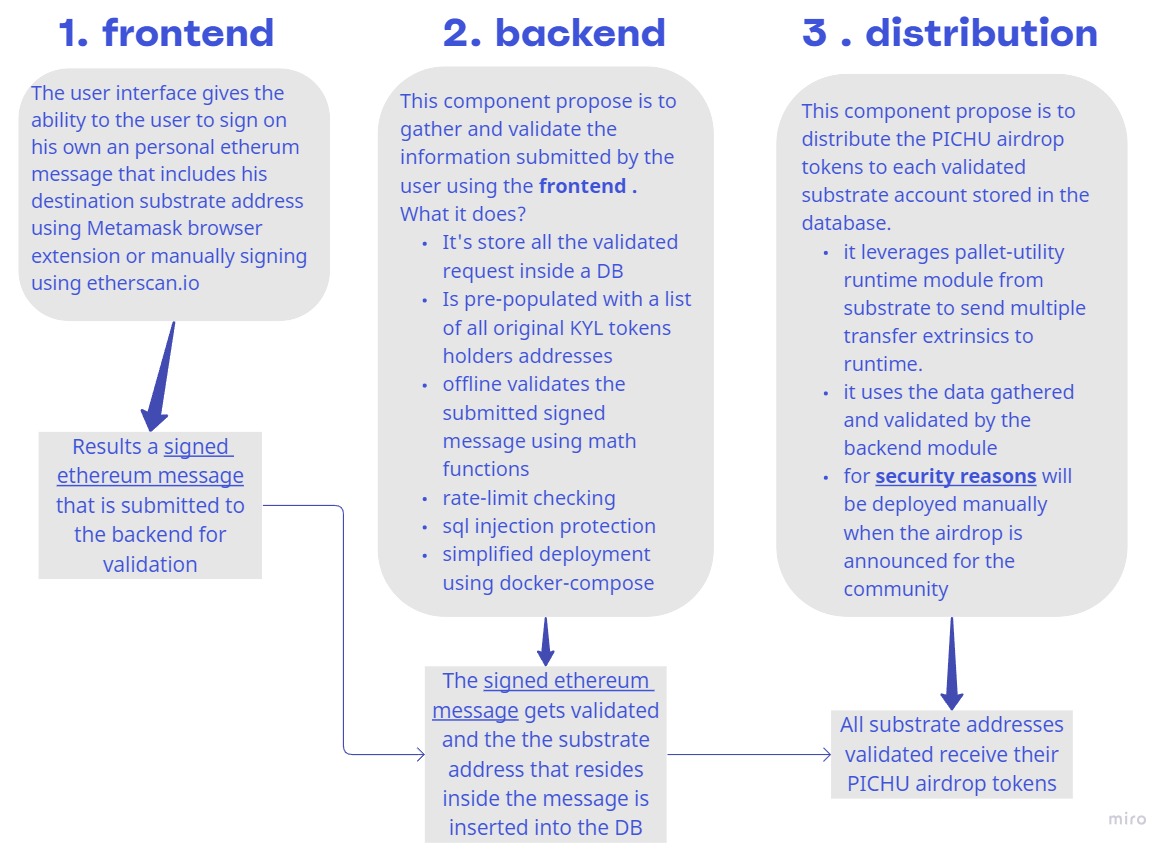 1. frontend
The user interface gives the
ability to the user to sign on
his own an personal etherum
message that includes his
destination substrate address
using Metamask browser
extension or manually signing
using etherscan.io
Results a signed
ethereum message
that is submitted to
the backend for
validation
2. backend
This component propose is to
gather and validate the
information submitted by the
user using the frontend .
What it does?
• It's store all the validated
request inside a DB
• Is pre-populated with a list
of all original KYL tokens
holders addresses
• offline validates the
submitted signed
message using math
functions
• rate-limit checking
• sql injection protection
• simplified deployment
using docker-compose
The signed ethereum
message gets validated
and the the substrate
address that resides
inside the message is
inserted into the DB
3 . distribution
This component propose is to
distribute the PICHU airdrop
tokens to each validated
substrate account stored in the
database.
• it leverages pallet-utility
runtime module from
substrate to send multiple
transfer extrinsics to
runtime.
• it uses the data gathered
and validated by the
backend module
• for security reasons will
be deployed manually
when the airdrop is
announced for the
community
All substrate addresses
validated receive their
PICHU airdrop tokens
miro